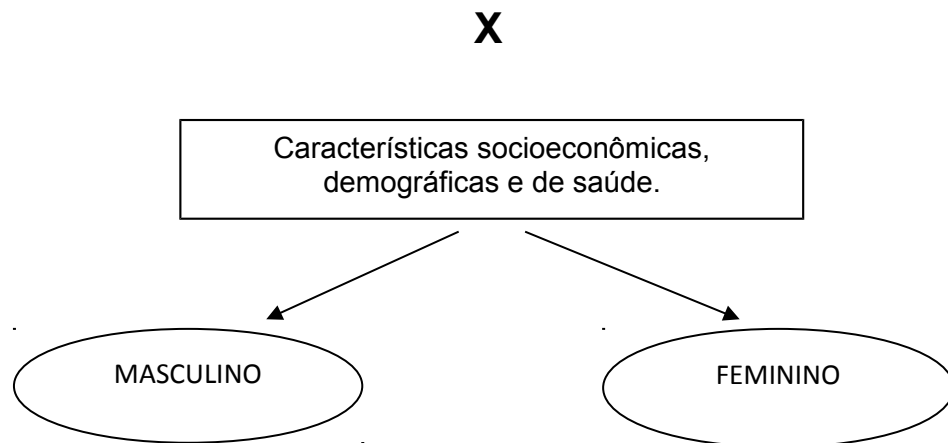 X
Características socioeconômicas,
demográficas e de saúde.
MASCULINO
FEMININO